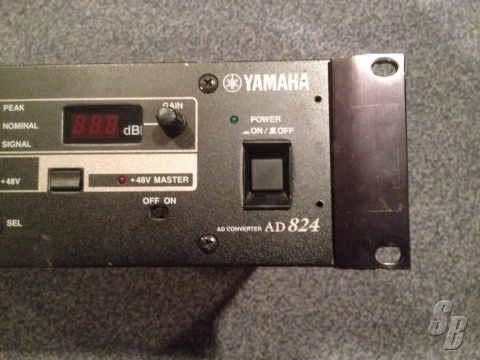 YAMAHA
PEAK
GAIN
NOMINAL
dB
SIGNAL
POWER
ON / OFF
+48V
+48V MASTER
OFF ON
SEL
AD CONVERTER AD 824
SB